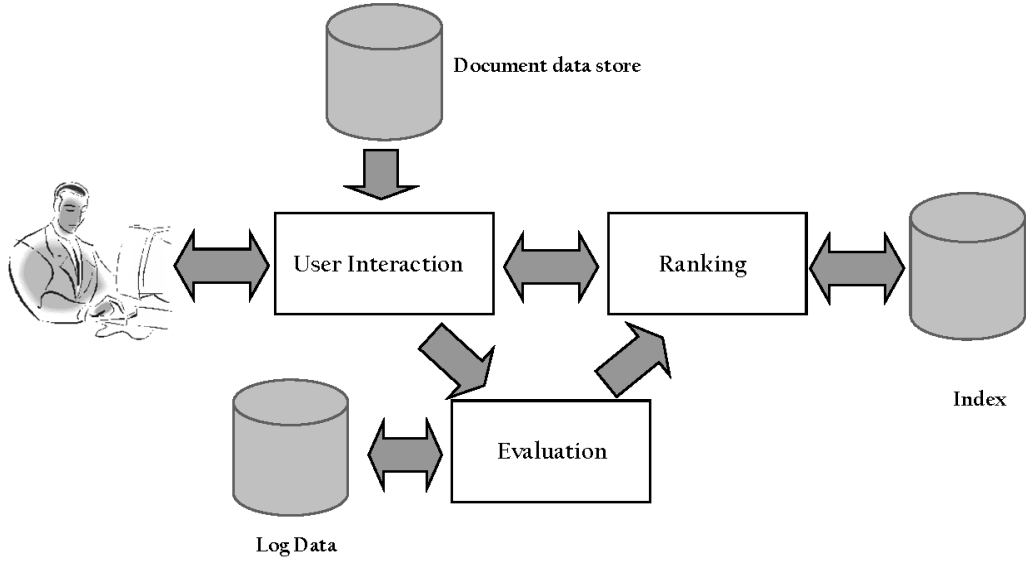 Document data store
User Interaction
Ranking
Index
Evaluation
Log Data